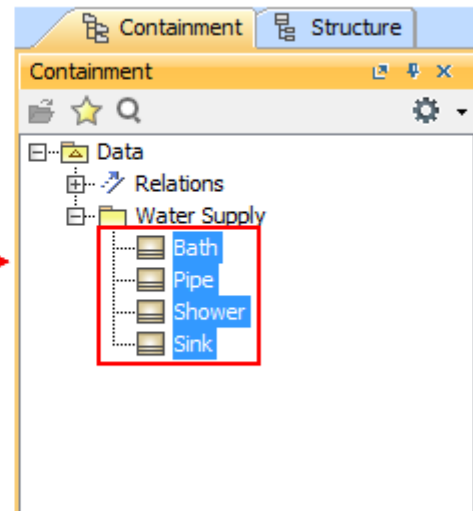 Containment Structure
Containment
Data
Relations
Water Supply
Bath
Pipe
Shower
Sink